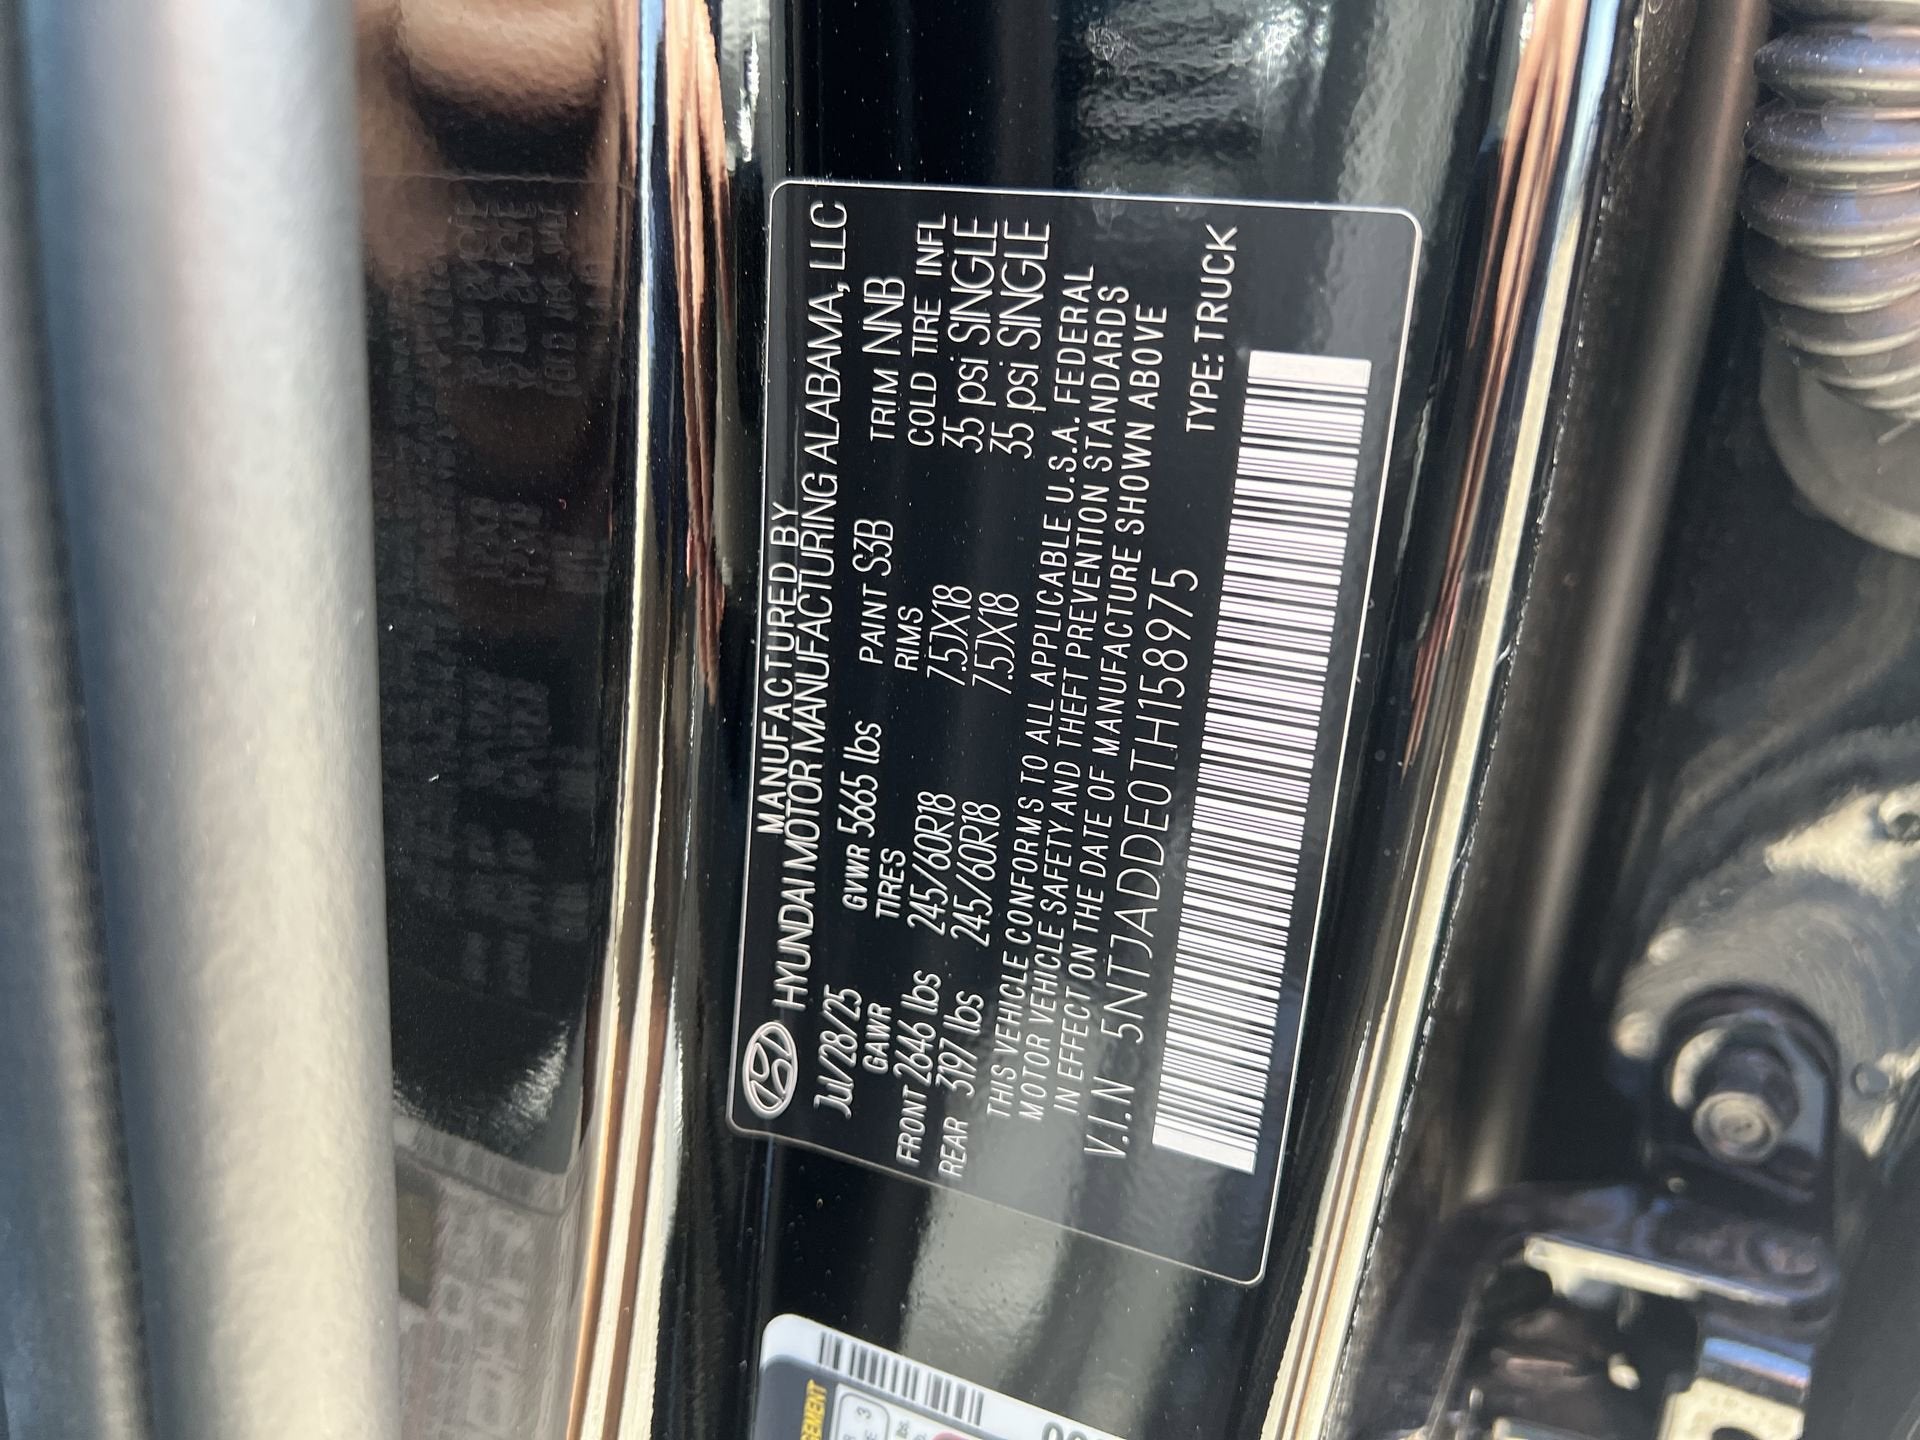 MANUFACTURED BY
HYUNDAI MOTOR MANUFACTURING ALABAMA, LLC
Jul/28/25 GVWR 5665 lbs PAINT S3B TRIM NNB
GAWR TIRES RIMS COLD TIRE INFL
FRONT 2646 lbs 245/60R18 7.5JX18 35 psi SINGLE
REAR 3197 lbs 245/60R18 7.5JX18 35 psi SINGLE
THIS VEHICLE CONFORMS TO ALL APPLICABLE U.S.A. FEDERAL
MOTOR VEHICLE SAFETY AND THEFT PREVENTION STANDARDS
IN EFFECT ON THE DATE OF MANUFACTURE SHOWN ABOVE
V.I.N 5NTJADDE0TH158975 TYPE: TRUCK